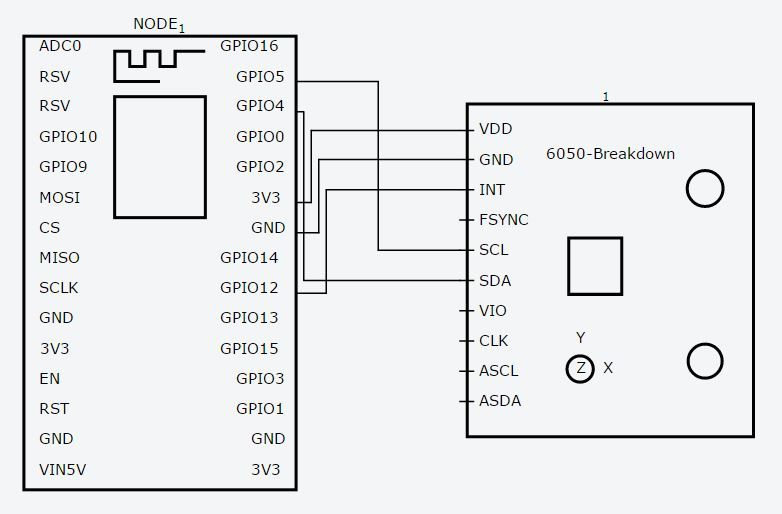 NODE1
ADC0 GPIO16
RSV GPIO5
RSV GPIO4
GPIO10 GPIO0
GPIO9 GPIO2
MOSI 3V3
CS GND
MISO GPIO14
SCLK GPIO12
GND GPIO13
3V3 GPIO15
EN GPIO3
RST GPIO1
GND GND
VIN5V 3V3
1
VDD
6050-Breakdown
GND
INT
FSYNC
SCL
SDA
VIO
CLK
ASCL
ASDA
Y
Z X